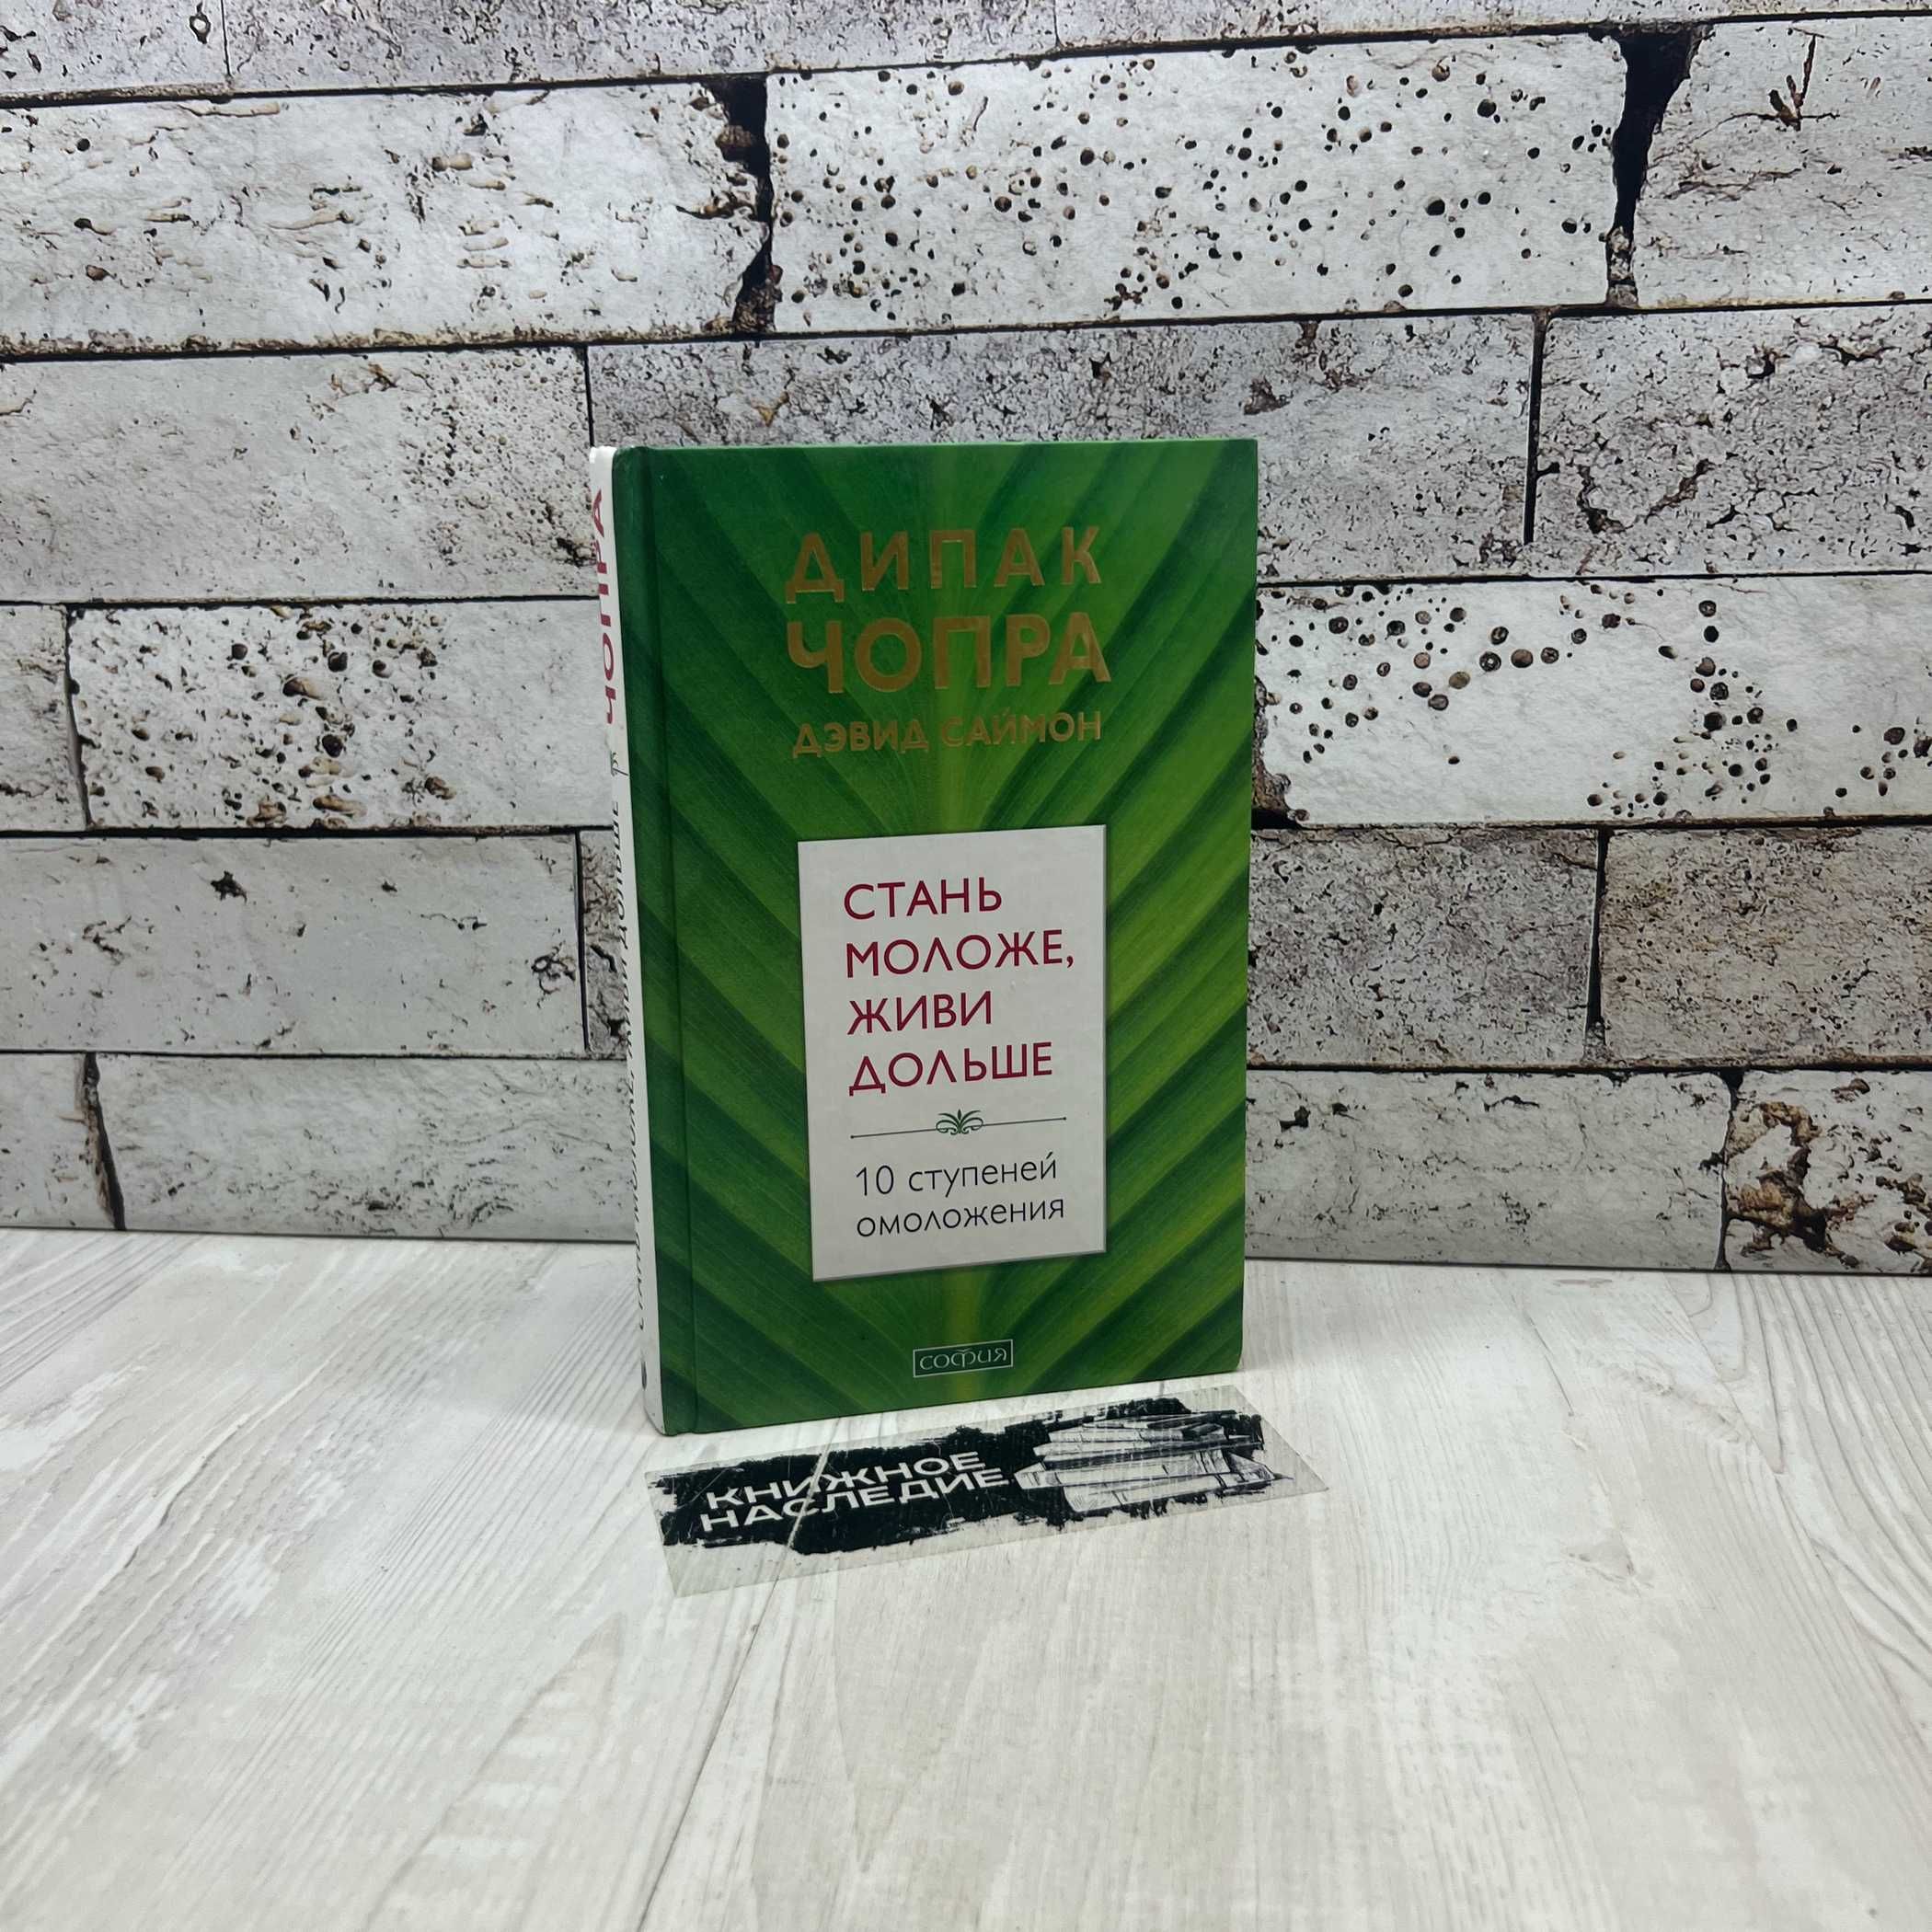 ДИПАК
ЧОПРА
ДЭВИД САЙМОН
СТАНЬ
МОЛОЖЕ,
ЖИВИ
ДОЛЬШЕ
10 ступеней
омоложения
СОФИЯ
ЧОПРА
КНИЖНОЕ
НАСЛЕДИЕ